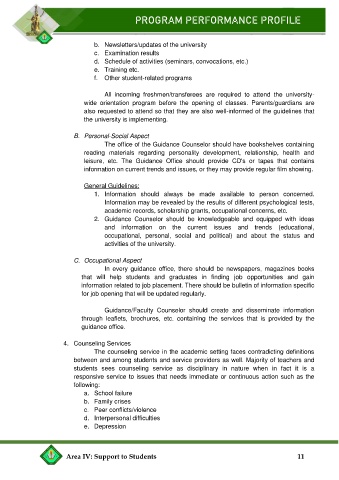 PROGRAM PERFORMANCE PROFILE
b. Newsletters/updates of the university
c. Examination results
d. Schedule of activities (seminars, convocations, etc.)
e. Training etc.
f. Other student-related programs
All incoming freshmen/transferees are required to attend the university-
wide orientation program before the opening of classes. Parents/guardians are
also requested to attend so that they are also well-informed of the guidelines that
the university is implementing.
B. Personal-Social Aspect
The office of the Guidance Counselor should have bookshelves containing
reading materials regarding personality development, relationship, health and
leisure, etc. The Guidance Office should provide CD's or tapes that contains
information on current trends and issues, or they may provide regular film showing.
General Guidelines:
1. Information should always be made available to person concerned.
Information may be revealed by the results of different psychological tests,
academic records, scholarship grants, occupational concerns, etc.
2. Guidance Counselor should be knowledgeable and equipped with ideas
and information on the current issues and trends (educational,
occupational, personal, social and political) and about the status and
activities of the university.
C. Occupational Aspect
In every guidance office, there should be newspapers, magazines books
that will help students and graduates in finding job opportunities and gain
information related to job placement. There should be bulletin of information specific
for job opening that will be updated regularly.
Guidance/Faculty Counselor should create and disseminate information
through leaflets, brochures, etc. containing the services that is provided by the
guidance office.
4. Counseling Services
The counseling service in the academic setting faces contradicting definitions
between and among students and service providers as well. Majority of teachers and
students sees counseling service as disciplinary in nature when in fact it is a
responsive service to issues that needs immediate or continuous action such as the
following:
a. School failure
b. Family crises
c. Peer conflicts/violence
d. Interpersonal difficulties
e. Depression
Area IV: Support to Students 11